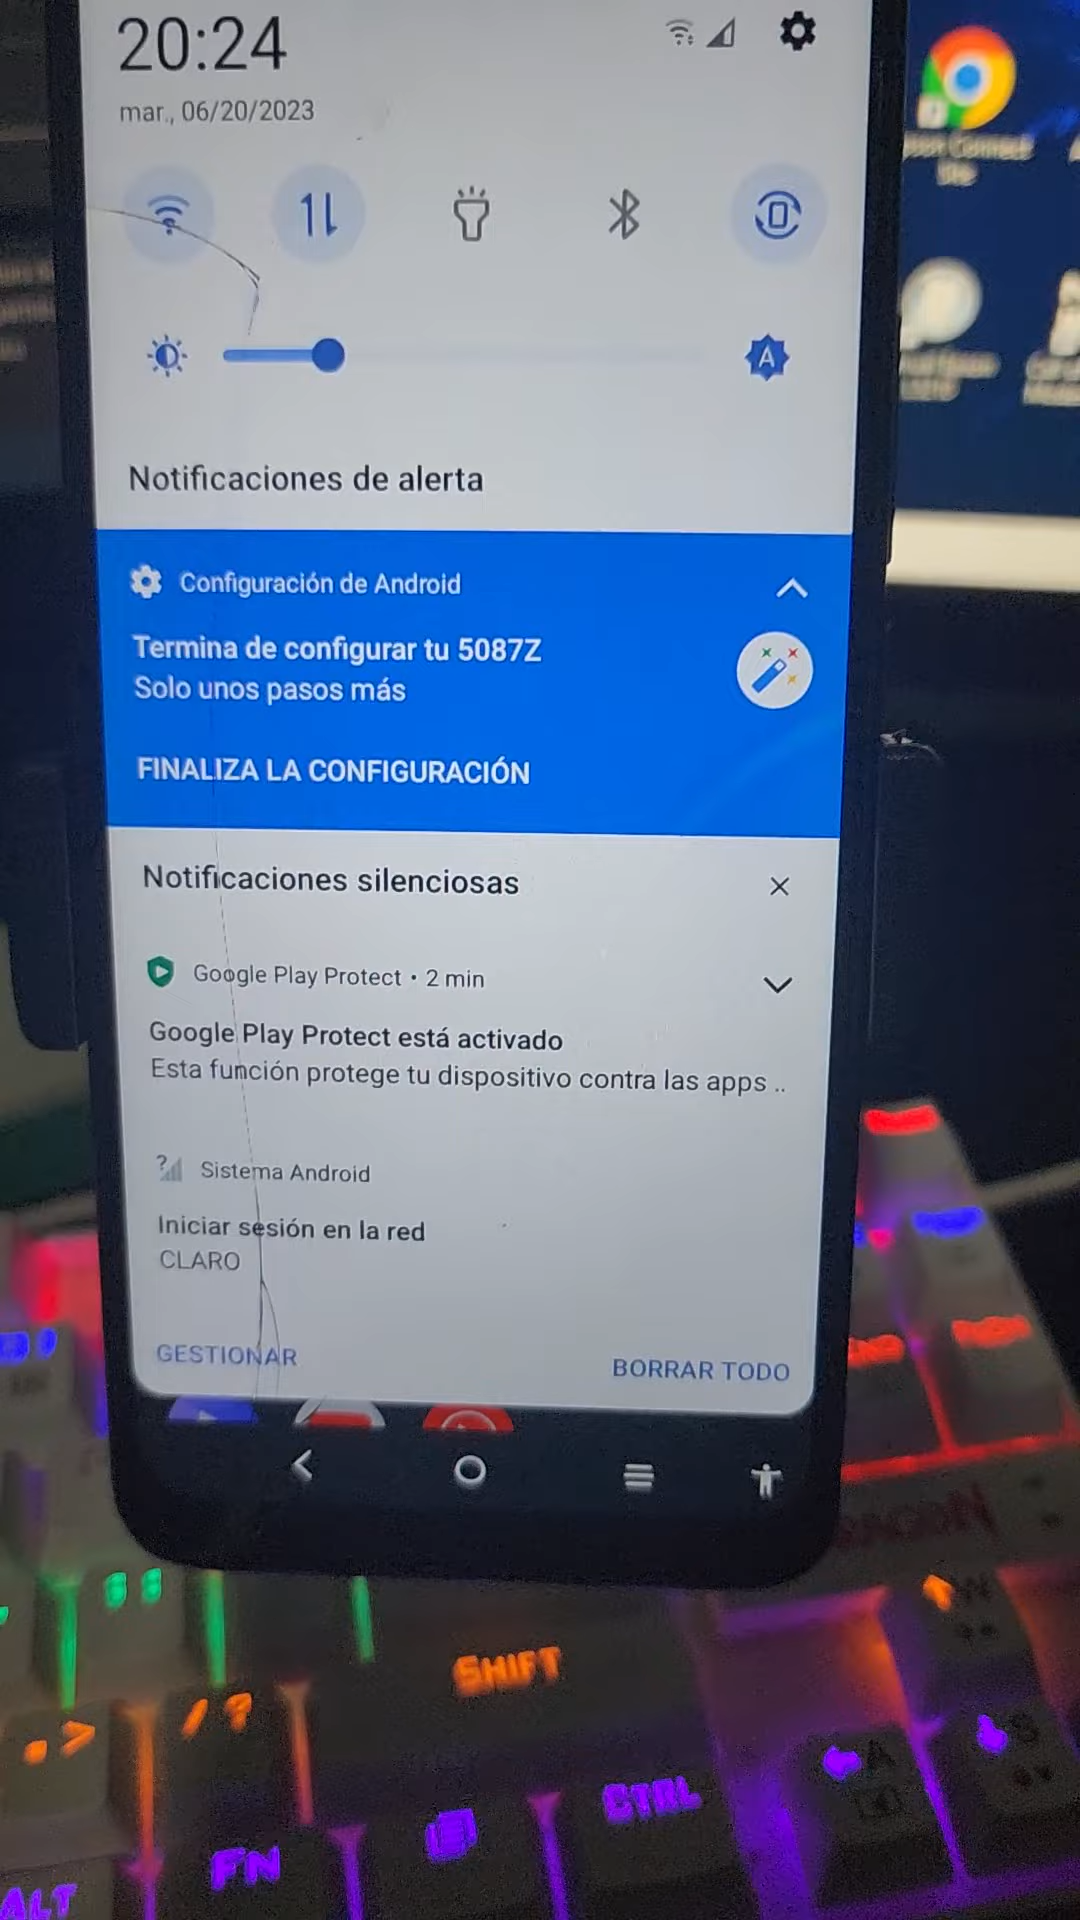 20:24
mar., 06/20/2023
A
Notificaciones de alerta
Configuración de Android
Termina de configurar tu 5087Z
Solo unos pasos más
FINALIZA LA CONFIGURACIÓN
Notificaciones silenciosas
Google Play Protect • 2 min
Google Play Protect está activado
Esta función protege tu dispositivo contra las apps ..
? Sistema Android
Iniciar sesión en la red
CLARO
GESTIONAR
BORRAR TODO
SHIFT
. >
/ ?
CTRL
FN
ALT